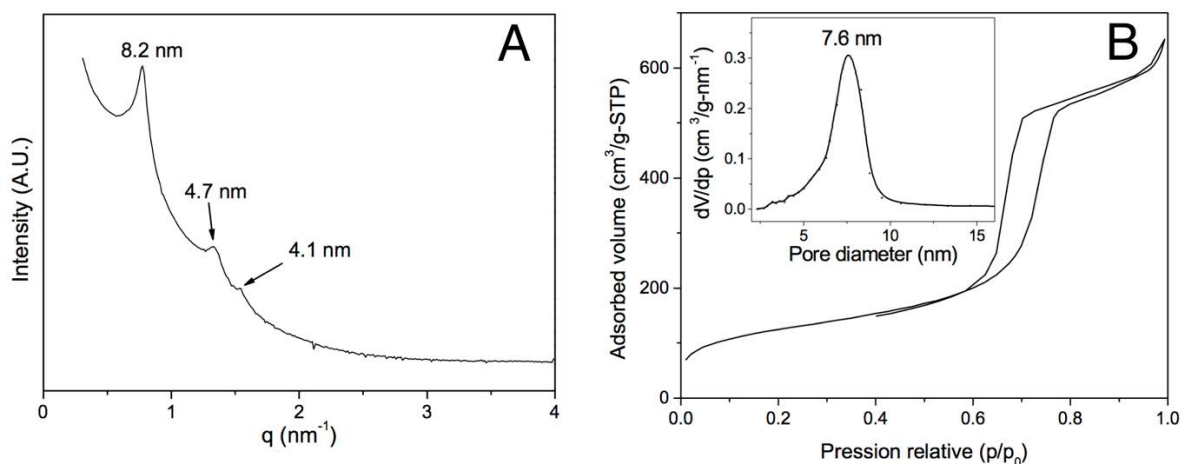 A
8.2 nm
4.7 nm
4.1 nm
Intensity (A.U.)
0 1 2 3 4
q (nm⁻¹)
B
7.6 nm
dV/dp (cm³/g-nm⁻¹)
0.3
0.2
0.1
0.0
5 10 15
Pore diameter (nm)
Adsorbed volume (cm³/g-STP)
600
400
200
0
0.0 0.2 0.4 0.6 0.8 1.0
Pression relative (p/p₀)